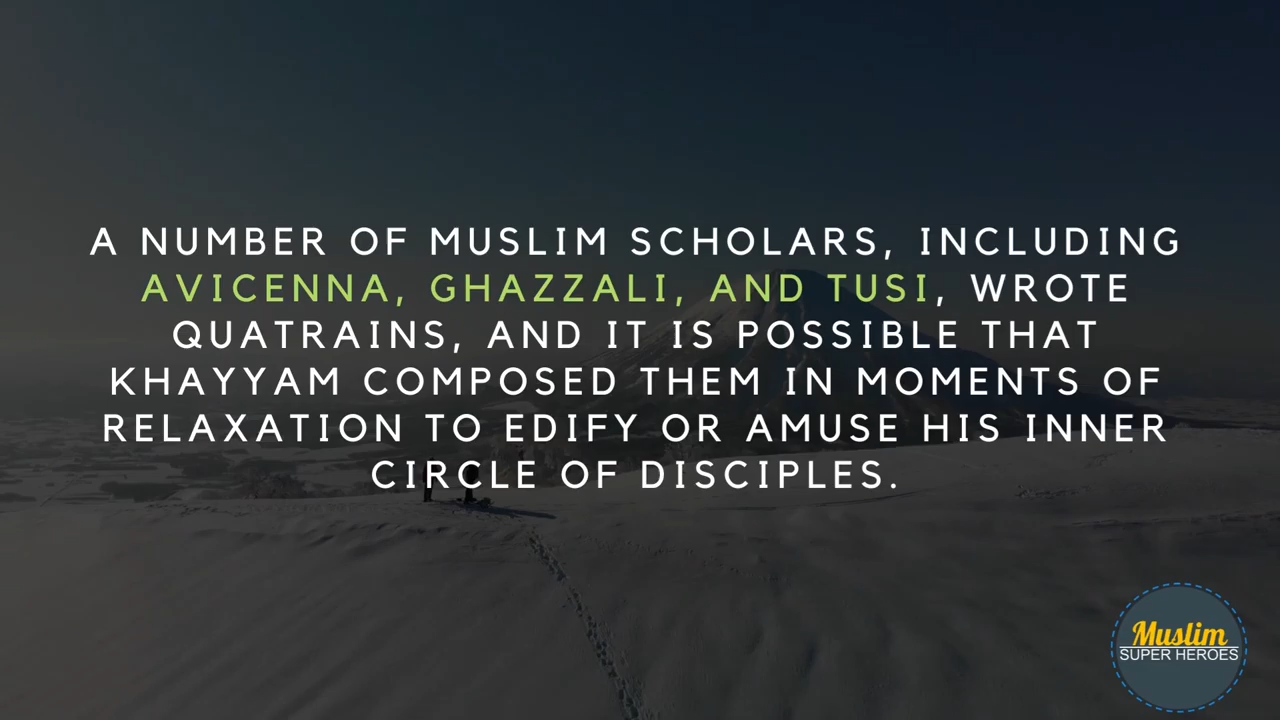 A NUMBER OF MUSLIM SCHOLARS, INCLUDING
AVICENNA, GHAZZALI, AND TUSI, WROTE
QUATRAINS, AND IT IS POSSIBLE THAT
KHAYYAM COMPOSED THEM IN MOMENTS OF
RELAXATION TO EDIFY OR AMUSE HIS INNER
CIRCLE OF DISCIPLES.
Muslim
SUPER HEROES